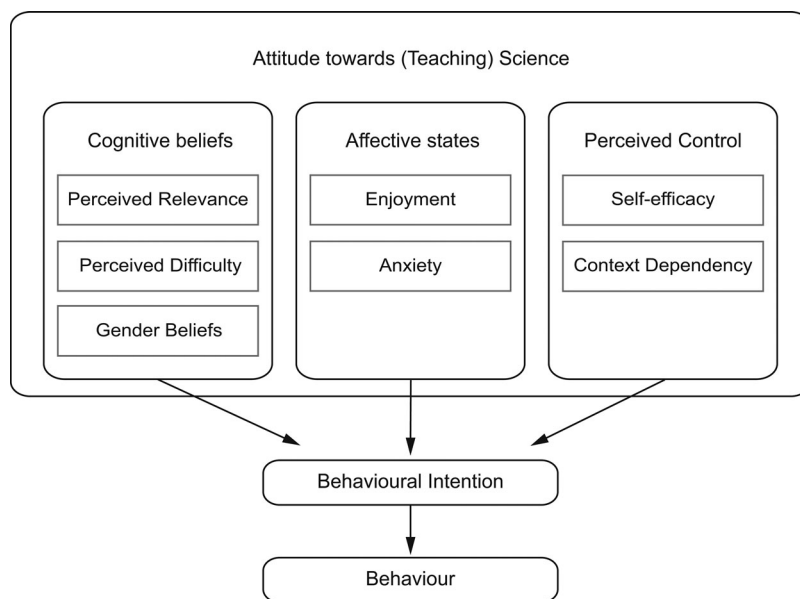 Attitude towards (Teaching) Science
Cognitive beliefs
Perceived Relevance
Perceived Difficulty
Gender Beliefs
Affective states
Enjoyment
Anxiety
Perceived Control
Self-efficacy
Context Dependency
Behavioural Intention
Behaviour